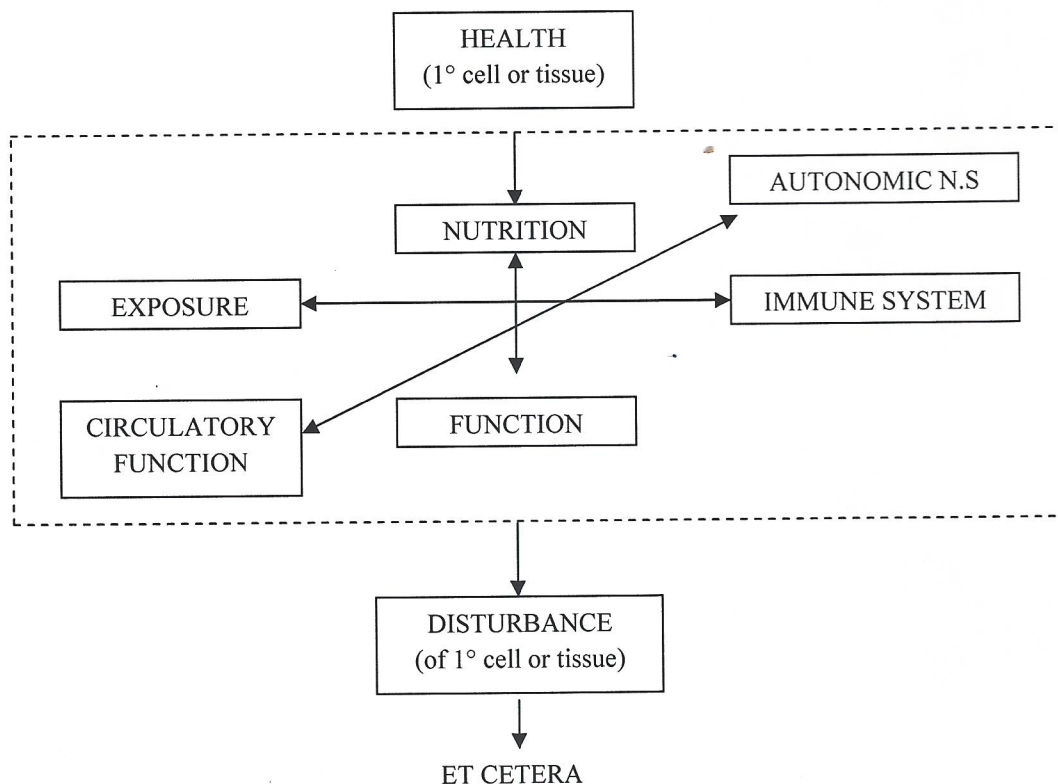 HEALTH
(1° cell or tissue)
AUTONOMIC N.S
NUTRITION
EXPOSURE
IMMUNE SYSTEM
CIRCULATORY
FUNCTION
FUNCTION
DISTURBANCE
(of 1° cell or tissue)
ET CETERA